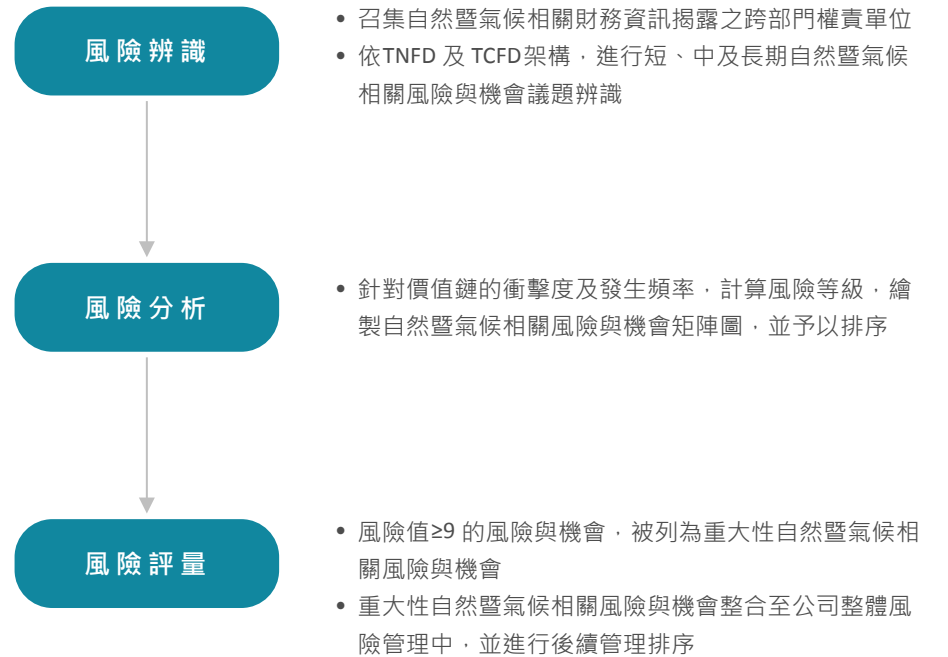 風險辨識
• 召集自然暨氣候相關財務資訊揭露之跨部門權責單位
• 依TNFD 及 TCFD架構，進行短、中及長期自然暨氣候
相關風險與機會議題辨識
風險分析
• 針對價值鏈的衝擊度及發生頻率，計算風險等級，繪
製自然暨氣候相關風險與機會矩陣圖，並予以排序
風險評量
• 風險值≥9 的風險與機會，被列為重大性自然暨氣候相
關風險與機會
• 重大性自然暨氣候相關風險與機會整合至公司整體風
險管理中，並進行後續管理排序